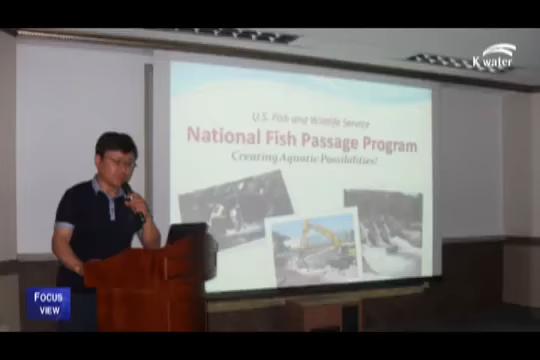 K water
U.S. Fish and Wildlife Service
National Fish Passage Program
Creating Aquatic Possibilities!
FOCUS
VIEW